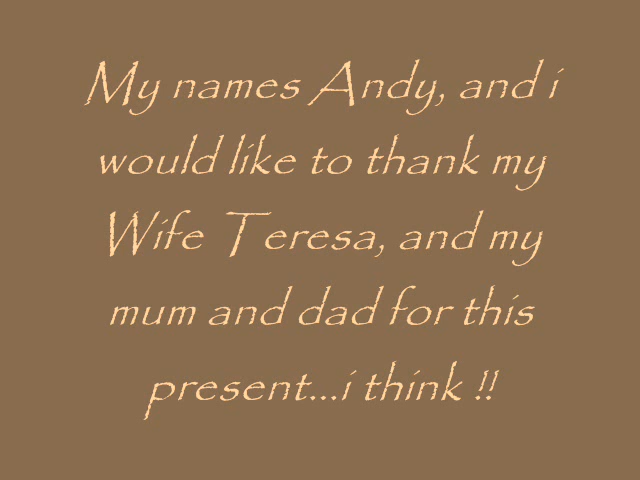 My names Andy, and i
would like to thank my
Wife Teresa, and my
mum and dad for this
present...i think !!